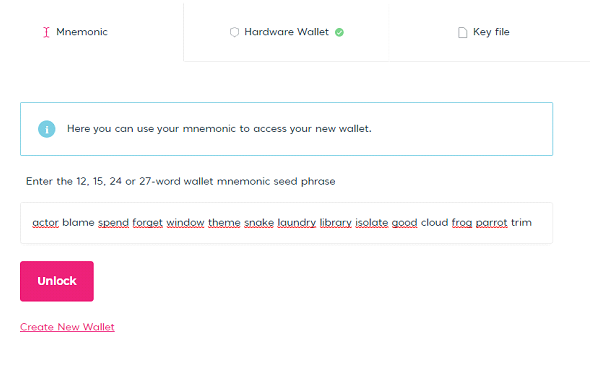 Mnemonic
Hardware Wallet
Key file
Here you can use your mnemonic to access your new wallet.
Enter the 12, 15, 24 or 27-word wallet mnemonic seed phrase
actor blame spend forget window theme snake laundry library isolate good cloud frog parrot trim
Unlock
Create New Wallet